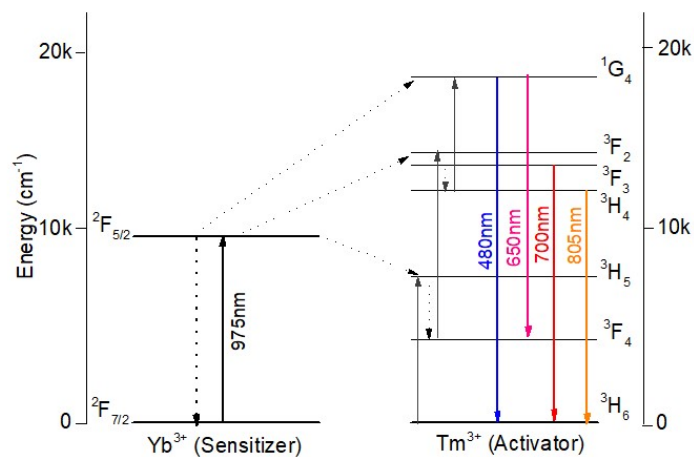 20k
10k
0
Energy (cm⁻¹)
²F₅/₂
²F₇/₂
975nm
Yb³⁺ (Sensitizer)
¹G₄
³F₂
³F₃
³H₄
³H₅
³F₄
³H₆
480nm
650nm
700nm
805nm
Tm³⁺ (Activator)
20k
10k
0